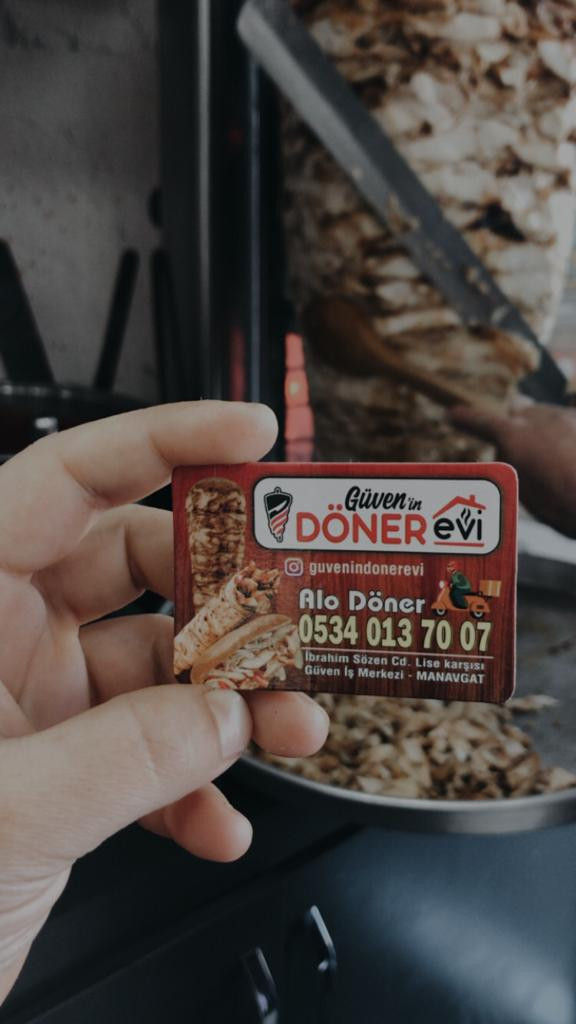 Güven'in
DÖNER evi
guvenindonerevi
Alo Döner
0534 013 70 07
İbrahim Sözen Cd. Lise karşısı
Güven İş Merkezi - MANAVGAT